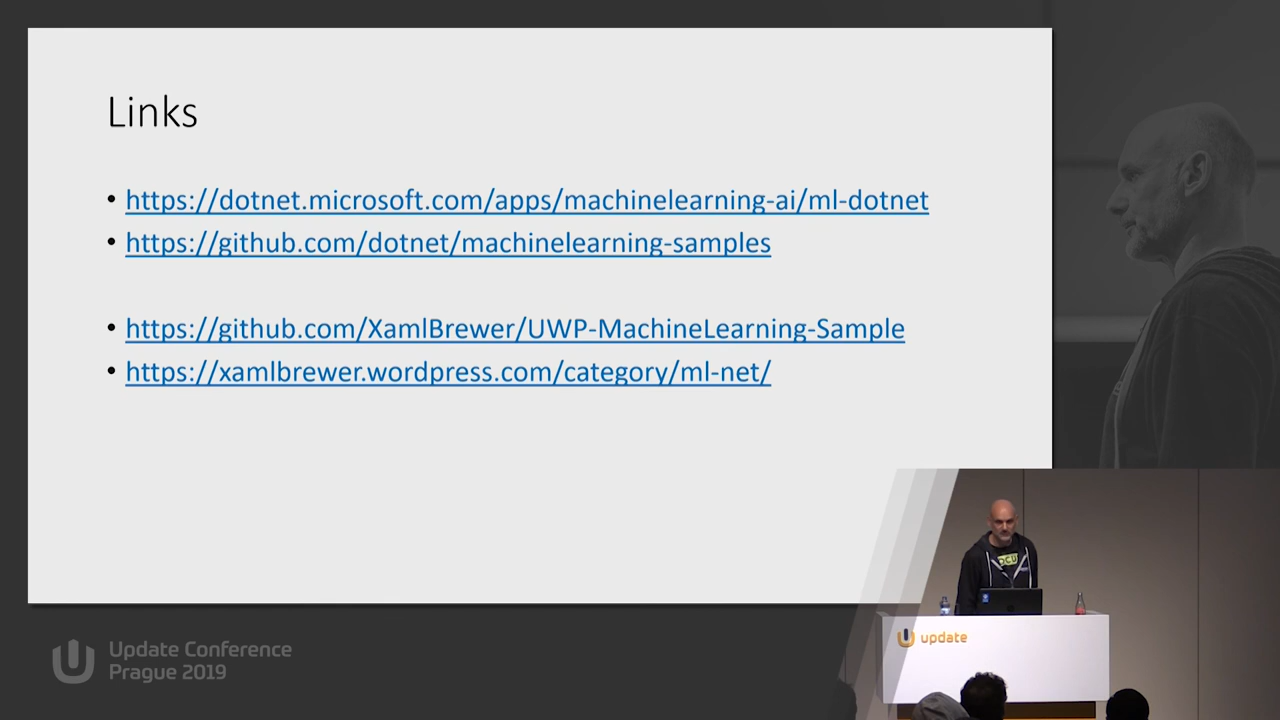 Links
• https://dotnet.microsoft.com/apps/machinelearning-ai/ml-dotnet
• https://github.com/dotnet/machinelearning-samples
• https://github.com/XamlBrewer/UWP-MachineLearning-Sample
• https://xamlbrewer.wordpress.com/category/ml-net/
update
Update Conference
Prague 2019